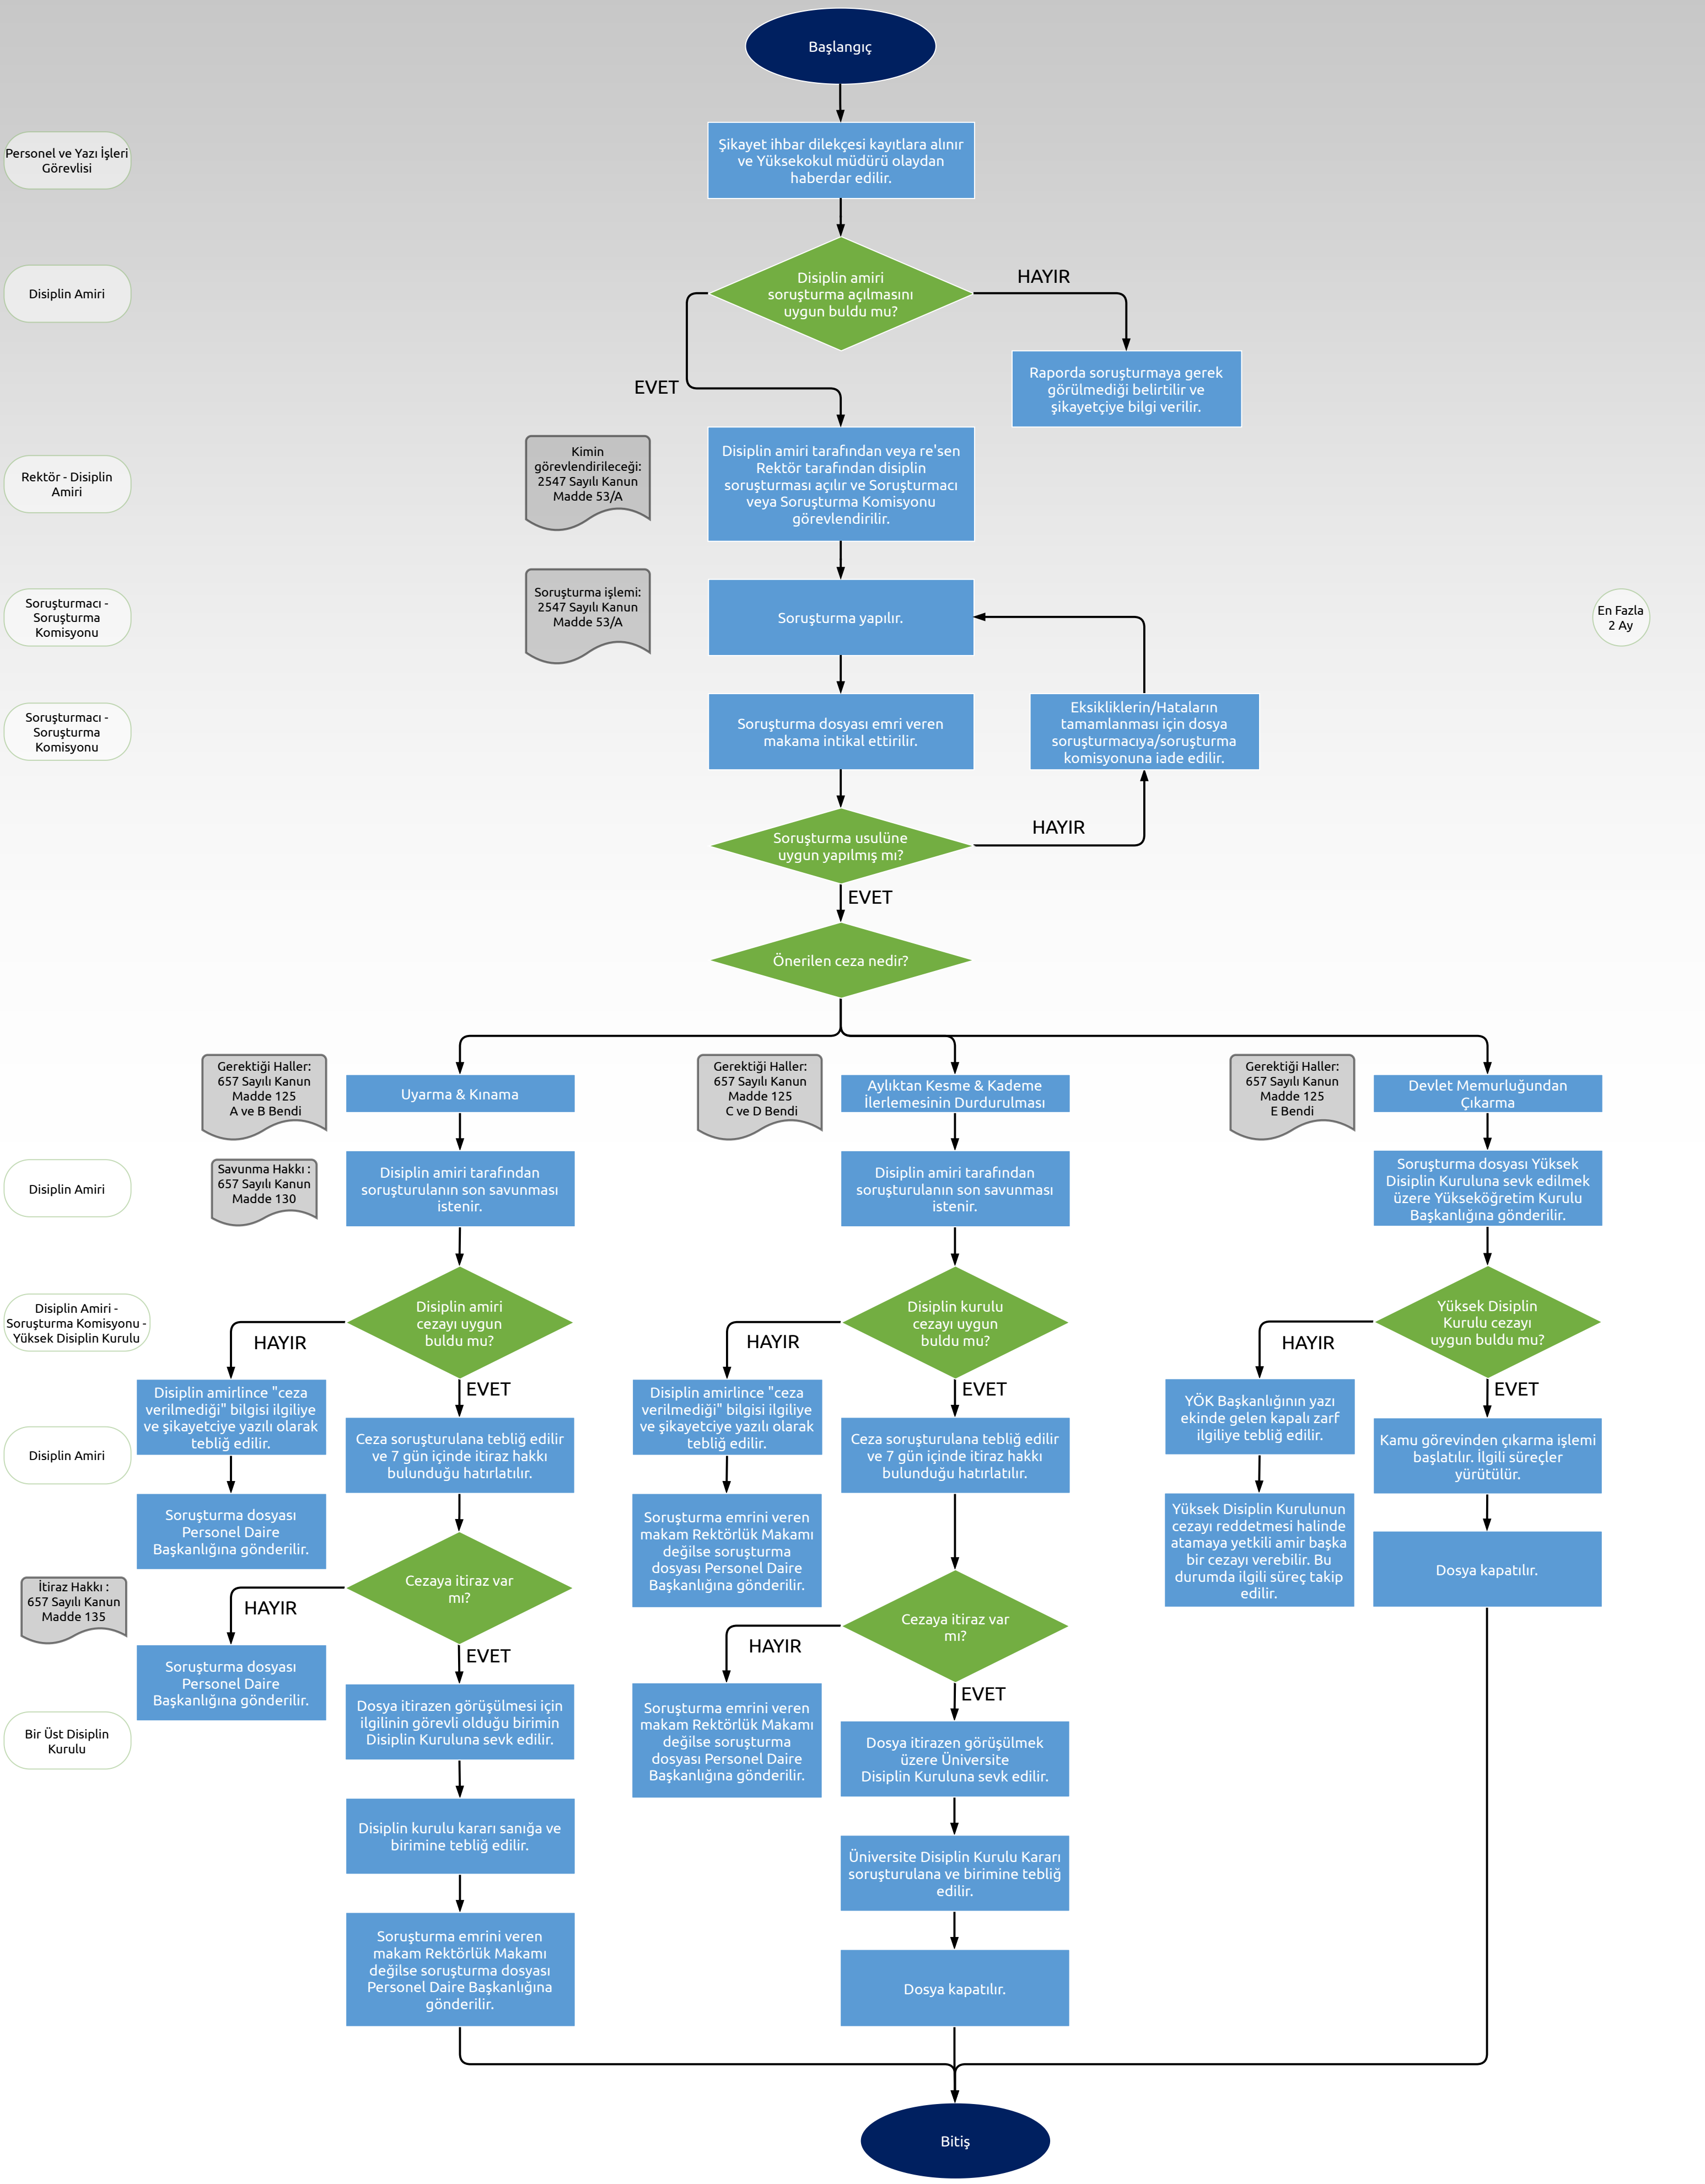 Başlangıç
Personel ve Yazı İşleri
Görevlisi
Şikayet ihbar dilekçesi kayıtlara alınır
ve Yüksekokul müdürü olaydan
haberdar edilir.
Disiplin Amiri
Disiplin amiri
soruşturma açılmasını
uygun buldu mu?
HAYIR
Raporda soruşturmaya gerek
görülmediği belirtilir ve
şikayetçiye bilgi verilir.
EVET
Rektör - Disiplin
Amiri
Kimin
görevlendirileceği:
2547 Sayılı Kanun
Madde 53/A
Disiplin amiri tarafından veya re'sen
Rektör tarafından disiplin
soruşturması açılır ve Soruşturmacı
veya Soruşturma Komisyonu
görevlendirilir.
Soruşturmacı -
Soruşturma
Komisyonu
Soruşturma işlemi:
2547 Sayılı Kanun
Madde 53/A
Soruşturma yapılır.
En Fazla
2 Ay
Soruşturmacı -
Soruşturma
Komisyonu
Soruşturma dosyası emri veren
makama intikal ettirilir.
Eksikliklerin/Hataların
tamamlanması için dosya
soruşturmacıya/soruşturma
komisyonuna iade edilir.
Soruşturma usulüne
uygun yapılmış mı?
HAYIR
EVET
Önerilen ceza nedir?
Gerektiği Haller:
657 Sayılı Kanun
Madde 125
A ve B Bendi
Uyarma & Kınama
Gerektiği Haller:
657 Sayılı Kanun
Madde 125
C ve D Bendi
Aylıktan Kesme & Kademe
İlerlemesinin Durdurulması
Gerektiği Haller:
657 Sayılı Kanun
Madde 125
E Bendi
Devlet Memurluğundan
Çıkarma
Disiplin Amiri
Savunma Hakkı :
657 Sayılı Kanun
Madde 130
Disiplin amiri tarafından
soruşturulanın son savunması
istenir.
Disiplin amiri tarafından
soruşturulanın son savunması
istenir.
Soruşturma dosyası Yüksek
Disiplin Kuruluna sevk edilmek
üzere Yükseköğretim Kurulu
Başkanlığına gönderilir.
Disiplin Amiri -
Soruşturma Komisyonu -
Yüksek Disiplin Kurulu
Disiplin amiri
cezayı uygun
buldu mu?
HAYIR
EVET
Disiplin kurulu
cezayı uygun
buldu mu?
HAYIR
EVET
Yüksek Disiplin
Kurulu cezayı
uygun buldu mu?
HAYIR
EVET
Disiplin Amiri
Disiplin amirlince "ceza
verilmediği" bilgisi ilgiliye
ve şikayetciye yazılı olarak
tebliğ edilir.
Ceza soruşturulana tebliğ edilir
ve 7 gün içinde itiraz hakkı
bulunduğu hatırlatılır.
Disiplin amirlince "ceza
verilmediği" bilgisi ilgiliye
ve şikayetciye yazılı olarak
tebliğ edilir.
Ceza soruşturulana tebliğ edilir
ve 7 gün içinde itiraz hakkı
bulunduğu hatırlatılır.
YÖK Başkanlığının yazı
ekinde gelen kapalı zarf
ilgiliye tebliğ edilir.
Kamu görevinden çıkarma işlemi
başlatılır. İlgili süreçler
yürütülür.
Soruşturma dosyası
Personel Daire
Başkanlığına gönderilir.
Soruşturma emrini veren
makam Rektörlük Makamı
değilse soruşturma
dosyası Personel Daire
Başkanlığına gönderilir.
Yüksek Disiplin Kurulunun
cezayı reddetmesi halinde
atamaya yetkili amir başka
bir cezayı verebilir. Bu
durumda ilgili süreç takip
edilir.
Dosya kapatılır.
İtiraz Hakkı :
657 Sayılı Kanun
Madde 135
Cezaya itiraz var
mı?
HAYIR
EVET
Cezaya itiraz var
mı?
HAYIR
EVET
Soruşturma dosyası
Personel Daire
Başkanlığına gönderilir.
Bir Üst Disiplin
Kurulu
Dosya itirazen görüşülmesi için
ilgilinin görevli olduğu birimin
Disiplin Kuruluna sevk edilir.
Soruşturma emrini veren
makam Rektörlük Makamı
değilse soruşturma
dosyası Personel Daire
Başkanlığına gönderilir.
Dosya itirazen görüşülmek
üzere Üniversite
Disiplin Kuruluna sevk edilir.
Disiplin kurulu kararı sanığa ve
birimine tebliğ edilir.
Üniversite Disiplin Kurulu Kararı
soruşturulana ve birimine tebliğ
edilir.
Soruşturma emrini veren
makam Rektörlük Makamı
değilse soruşturma dosyası
Personel Daire Başkanlığına
gönderilir.
Dosya kapatılır.
Bitiş